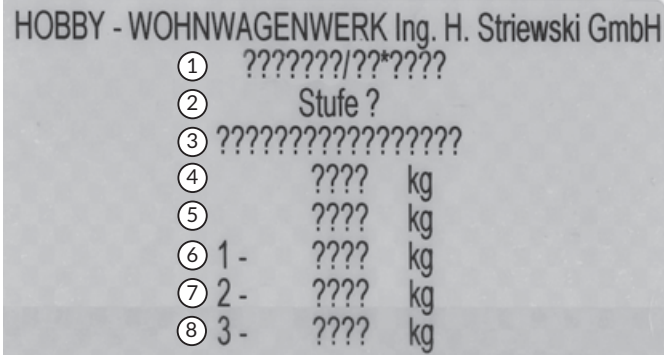 HOBBY - WOHNWAGENWERK Ing. H. Striewski GmbH
1 ???????/??*????
2 Stufe ?
3 ?????????????????
4 ???? kg
5 ???? kg
6 1 - ???? kg
7 2 - ???? kg
8 3 - ???? kg